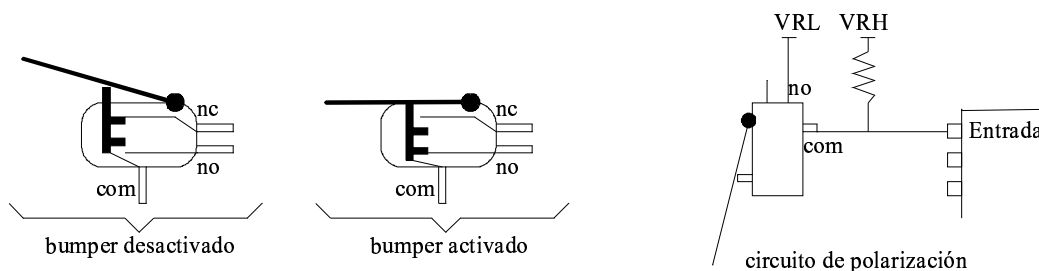 nc
no
com
bumper desactivado
nc
no
com
bumper activado
VRL VRH
no
com
Entrada
circuito de polarización